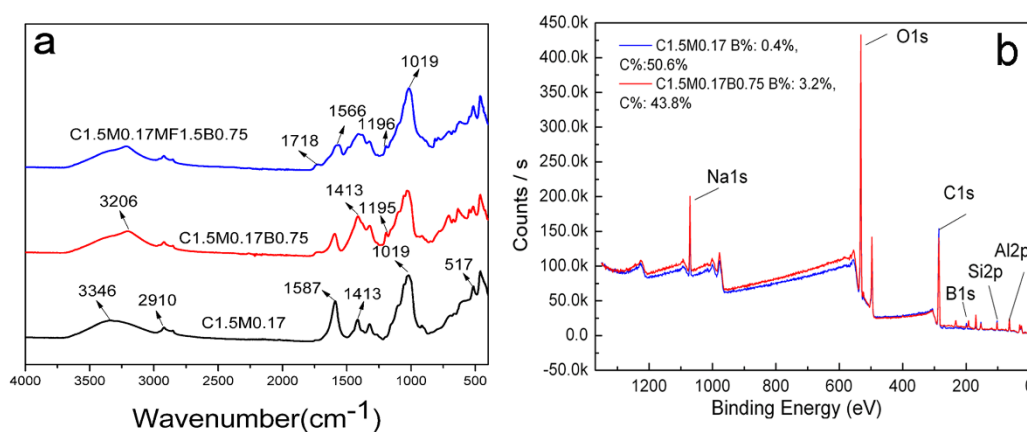 a
1019
1566
1196
1718
C1.5M0.17MF1.5B0.75
3206
1413
1195
C1.5M0.17B0.75
1019
517
3346
2910
1587
1413
C1.5M0.17
4000 3500 3000 2500 2000 1500 1000 500
Wavenumber(cm-1)
b
450.0k
400.0k
350.0k
300.0k
250.0k
200.0k
150.0k
100.0k
50.0k
0.0
-50.0k
Counts / s
C1.5M0.17 B%: 0.4%,
C%:50.6%
C1.5M0.17B0.75 B%: 3.2%,
C%: 43.8%
O1s
Na1s
C1s
Al2p
Si2p
B1s
1200 1000 800 600 400 200 0
Binding Energy (eV)